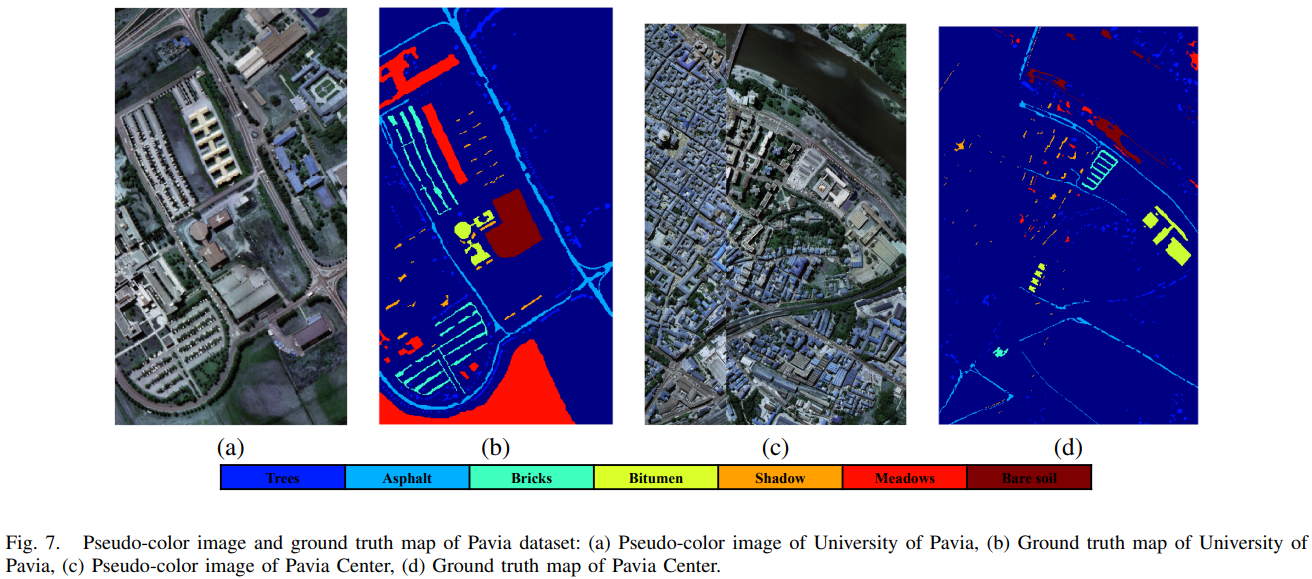 (a) (b) (c) (d)
Trees Asphalt Bricks Bitumen Shadow Meadows Bare soil
Fig. 7. Pseudo-color image and ground truth map of Pavia dataset: (a) Pseudo-color image of University of Pavia, (b) Ground truth map of University of
Pavia, (c) Pseudo-color image of Pavia Center, (d) Ground truth map of Pavia Center.